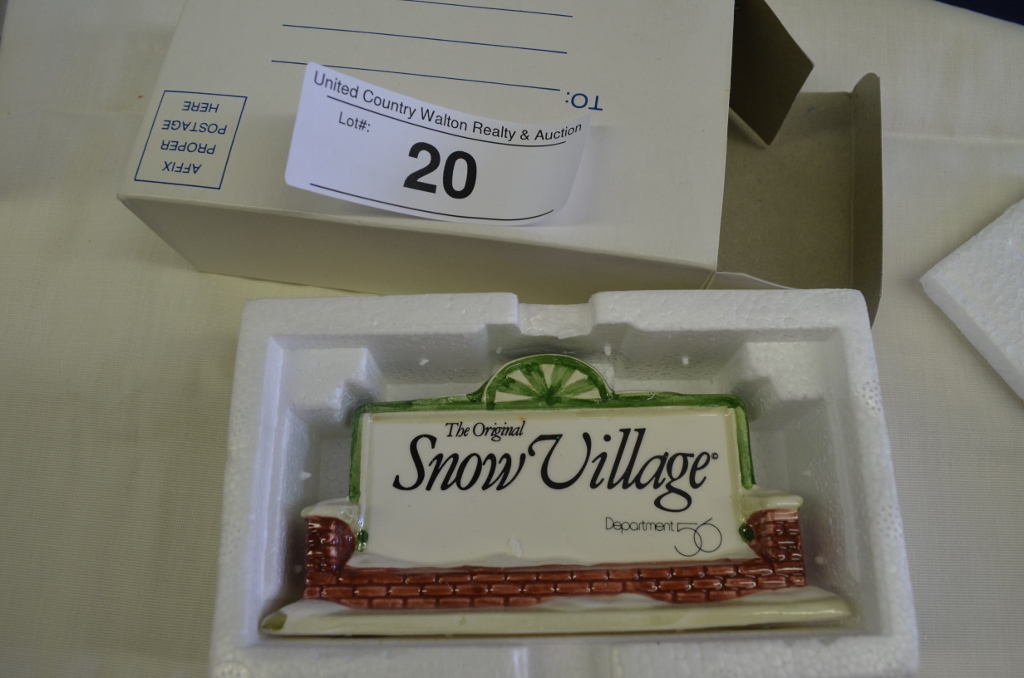 TO:
AFFIX
PROPER
POSTAGE
HERE
United Country Walton Realty & Auction
Lot#:
20
The Original
Snow Village©
Department 56